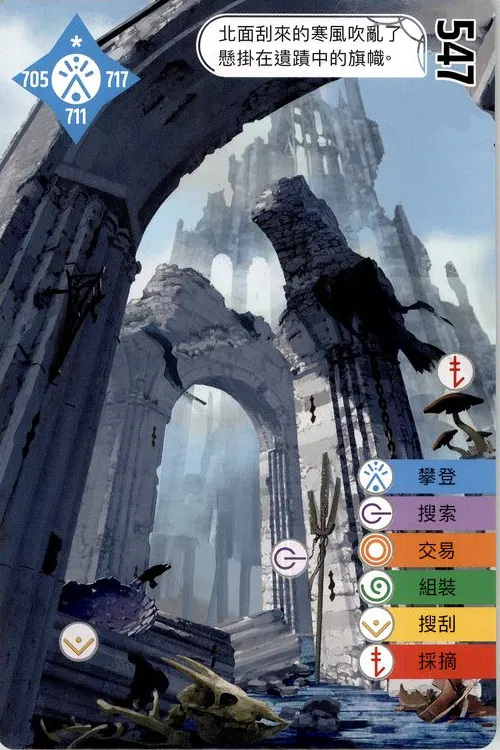 *
705
717
711
北面刮來的寒風吹亂了
懸掛在遺蹟中的旗幟。
547
攀登
搜索
交易
組裝
搜刮
採摘